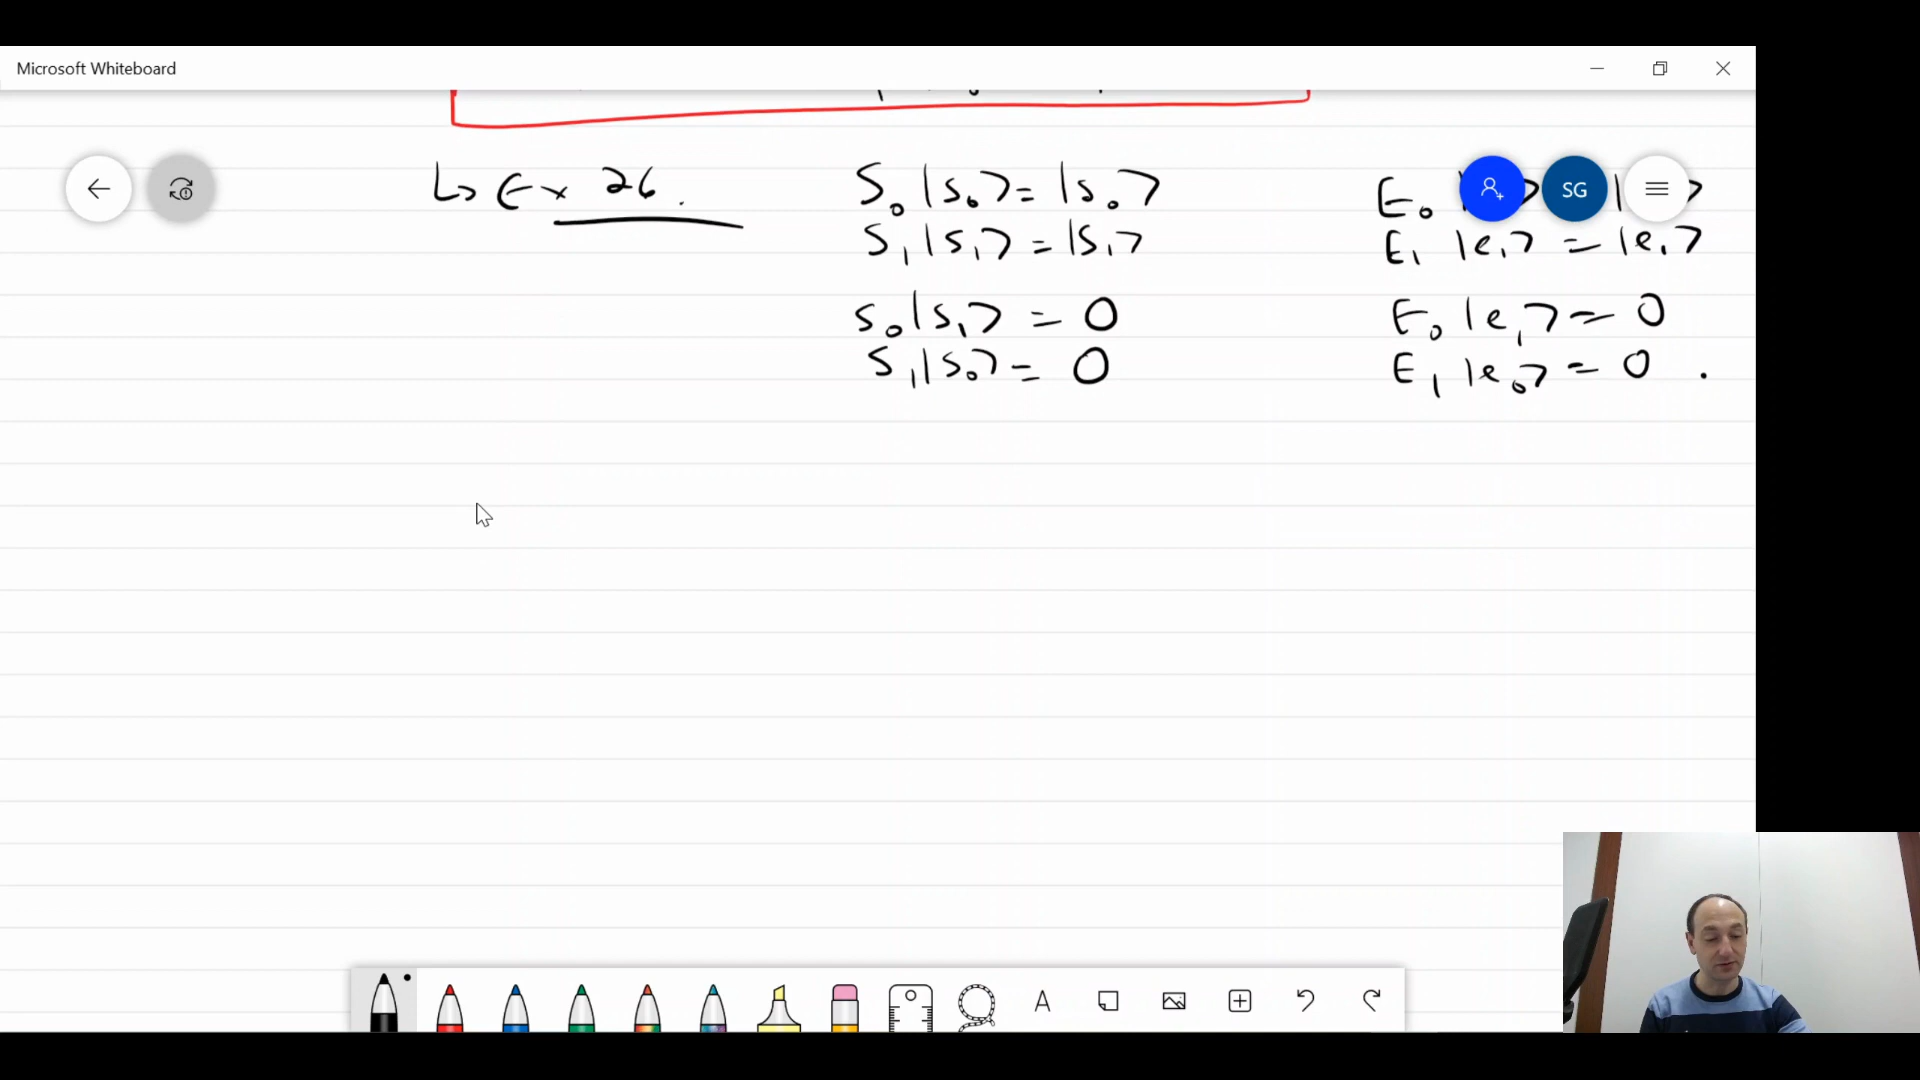 Microsoft Whiteboard
↳ Ex 26.
S₀|s₀⟩ = |s₀⟩
S₁|s₁⟩ = |s₁⟩
S₀|s₁⟩ = 0
S₁|s₀⟩ = 0
E₀
E₁|e₁⟩ = |e₁⟩
E₀|e₁⟩ = 0
E₁|e₀⟩ = 0.
SG
A